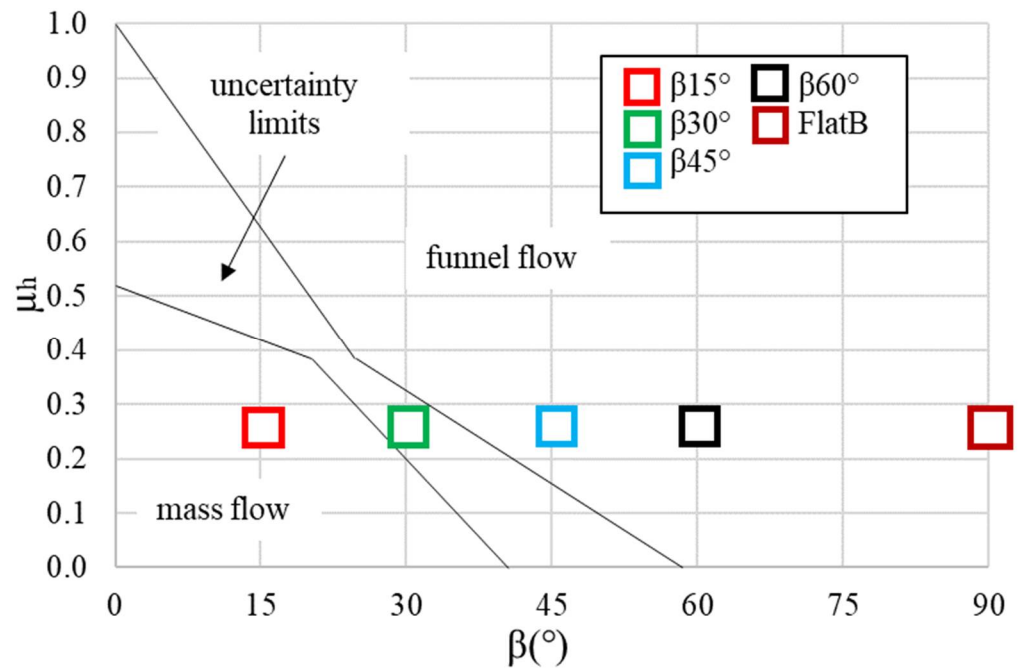 1.0
0.9
0.8
0.7
0.6
0.5
0.4
0.3
0.2
0.1
0.0
μh
uncertainty
limits
β15°
β60°
β30°
FlatB
β45°
funnel flow
mass flow
0
15
30
45
60
75
90
β(°)